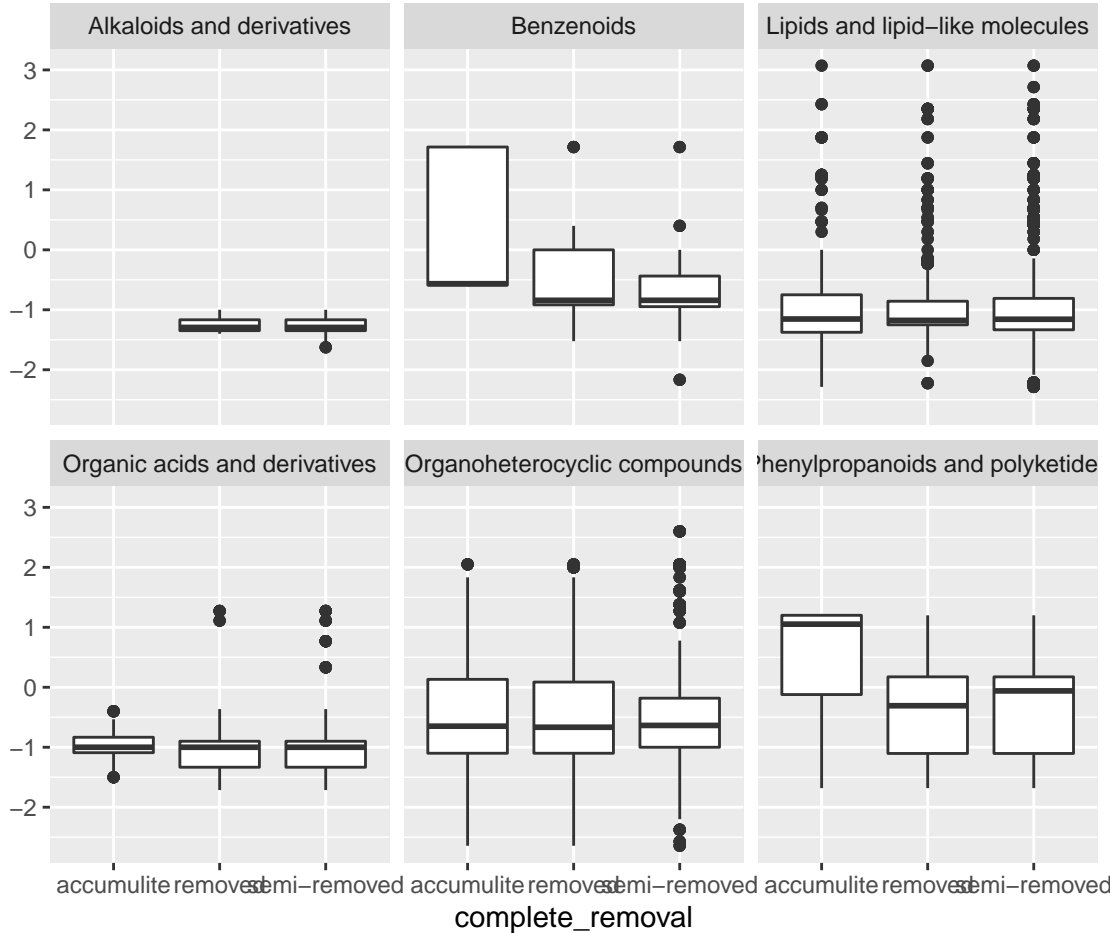 Alkaloids and derivatives
Benzenoids
Lipids and lipid−like molecules
3
2
1
0
−1
−2
Organic acids and derivatives
Organoheterocyclic compounds
Phenylpropanoids and polyketide
3
2
1
0
−1
−2
accumulite removed semi−removed
accumulite removed semi−removed
accumulite removed semi−removed
complete_removal